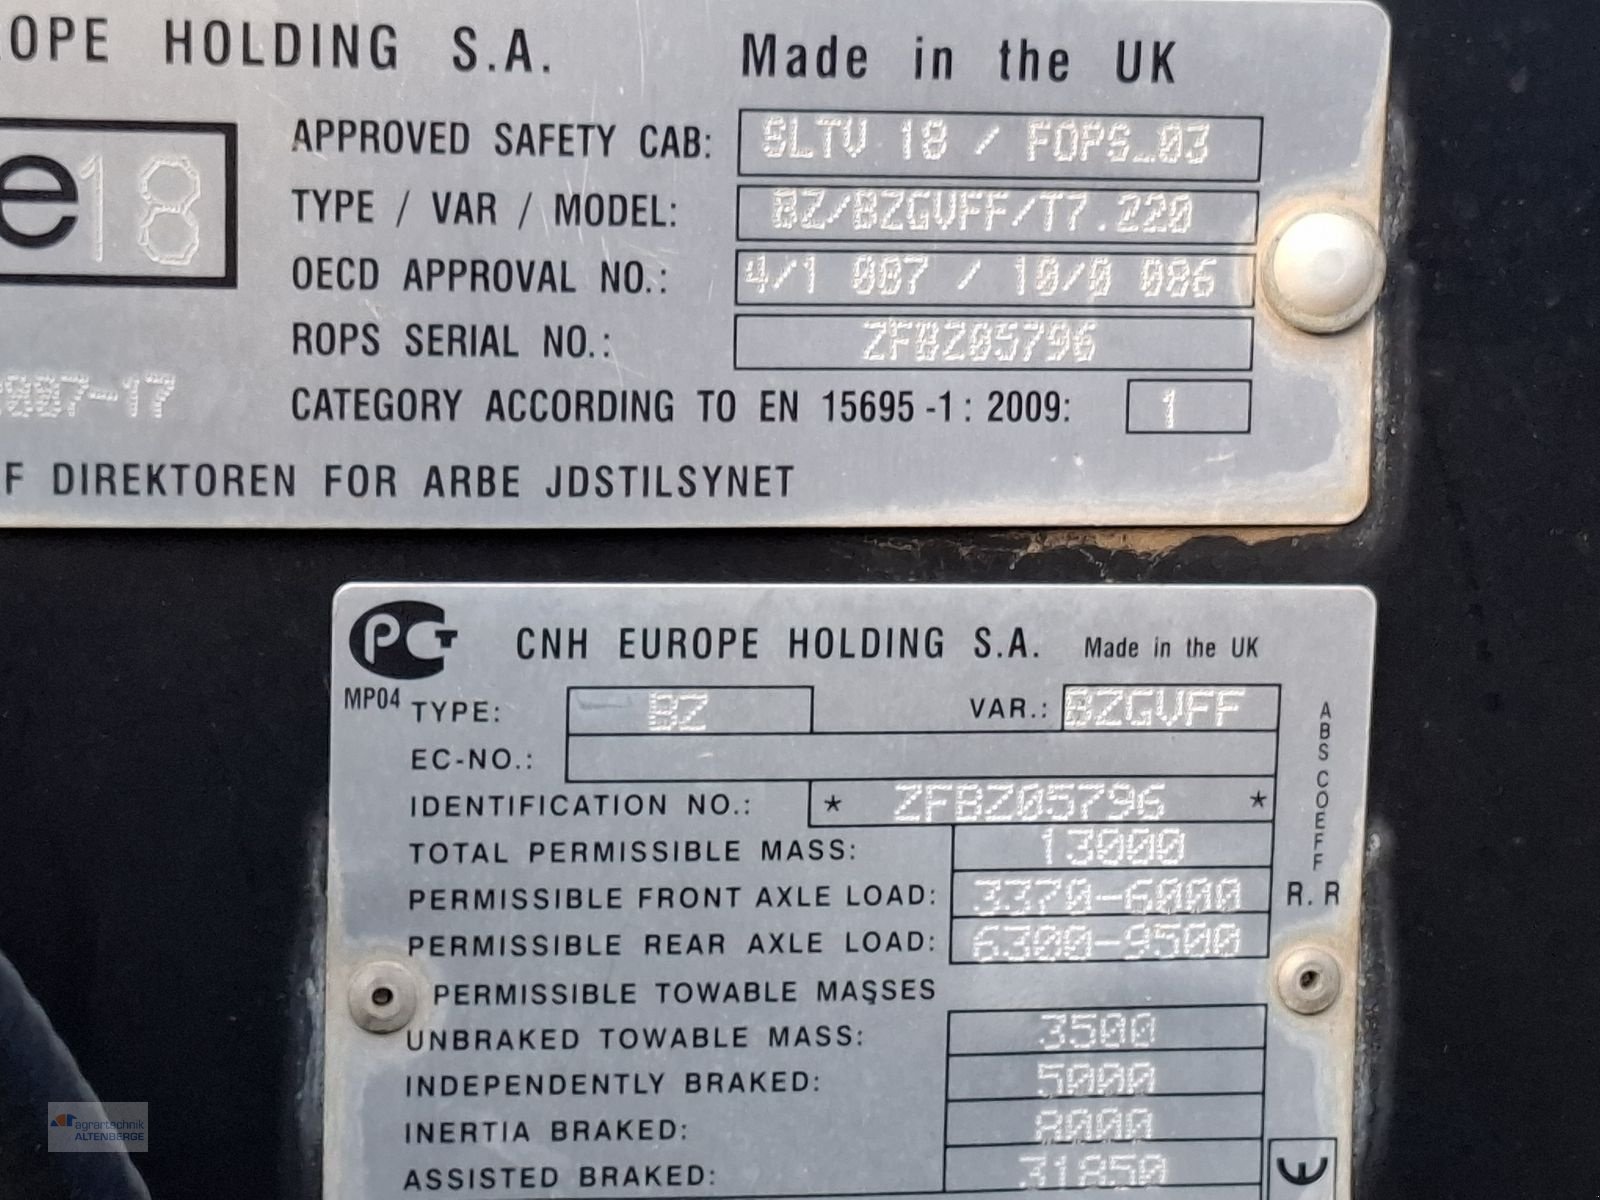 OPE HOLDING S.A. Made in the UK
e18
APPROVED SAFETY CAB: SLTV 18 / FOPS_03
TYPE / VAR / MODEL: BZ/BZGVFF/T7.220
OECD APPROVAL NO.: 4/1 007 / 10/0 086
ROPS SERIAL NO.: ZFBZ05796
CATEGORY ACCORDING TO EN 15695-1: 2009: 1
F DIREKTOREN FOR ARBE JDSTILSYNET
PCT CNH EUROPE HOLDING S.A. Made in the UK
MP04 TYPE: BZ VAR.: BZGVFF
EC-NO.:
IDENTIFICATION NO.: * ZFBZ05796 *
TOTAL PERMISSIBLE MASS: 13000
PERMISSIBLE FRONT AXLE LOAD: 3370-6000
PERMISSIBLE REAR AXLE LOAD: 6300-9500
PERMISSIBLE TOWABLE MASSES
UNBRAKED TOWABLE MASS: 3500
INDEPENDENTLY BRAKED: 5000
INERTIA BRAKED: 8000
ASSISTED BRAKED: 31850
ABS COEFF
R.R
agrartechnik
ALTENBERGE